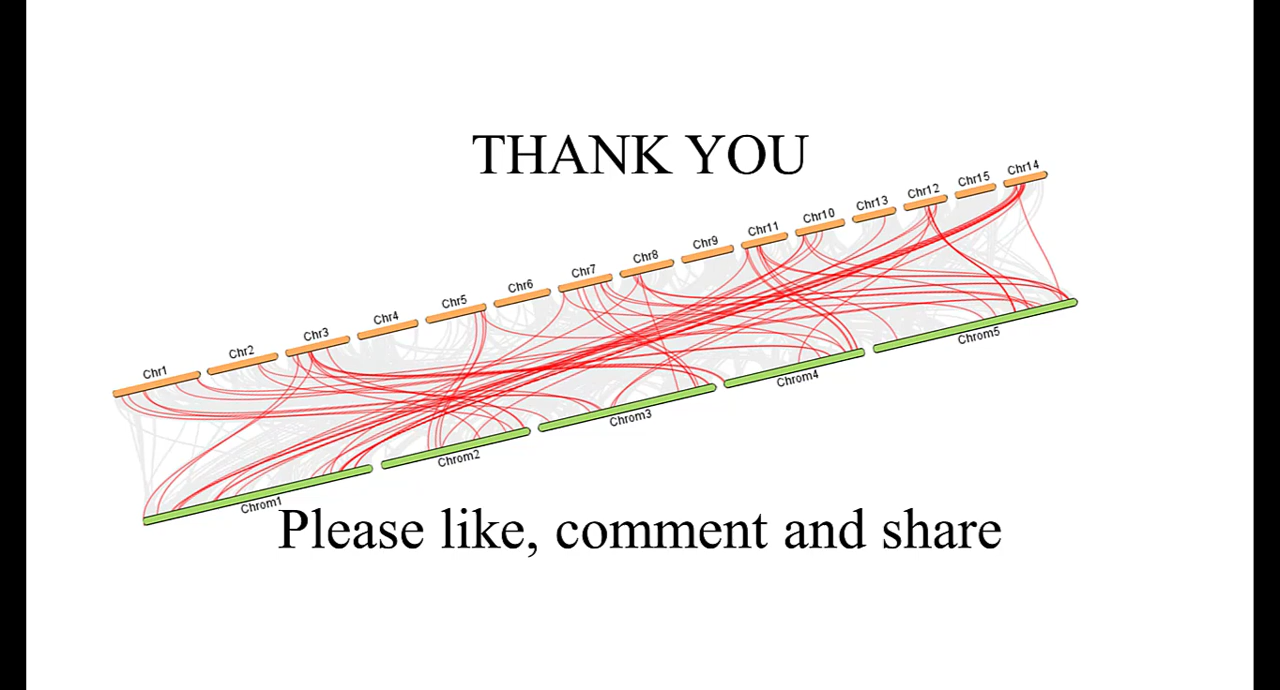 THANK YOU
Chr1
Chr2
Chr3
Chr4
Chr5
Chr6
Chr7
Chr8
Chr9
Chr11
Chr10
Chr13
Chr12
Chr15
Chr14
Chrom1
Chrom2
Chrom3
Chrom4
Chrom5
Please like, comment and share